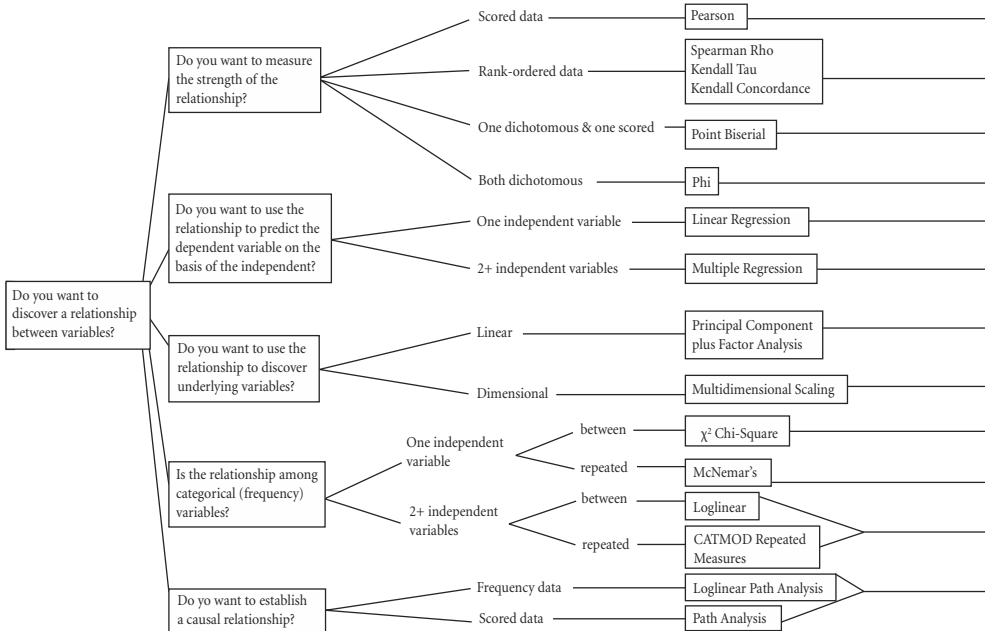 Do you want to
discover a relationship
between variables?
Do you want to measure
the strength of the
relationship?
Scored data
Pearson
Rank-ordered data
Spearman Rho
Kendall Tau
Kendall Concordance
One dichotomous & one scored
Point Biserial
Both dichotomous
Phi
Do you want to use the
relationship to predict the
dependent variable on the
basis of the independent?
One independent variable
Linear Regression
2+ independent variables
Multiple Regression
Do you want to use the
relationship to discover
underlying variables?
Linear
Principal Component
plus Factor Analysis
Dimensional
Multidimensional Scaling
Is the relationship among
categorical (frequency)
variables?
One independent
variable
between
χ² Chi-Square
repeated
McNemar's
2+ independent
variables
between
Loglinear
repeated
CATMOD Repeated
Measures
Do yo want to establish
a causal relationship?
Frequency data
Loglinear Path Analysis
Scored data
Path Analysis